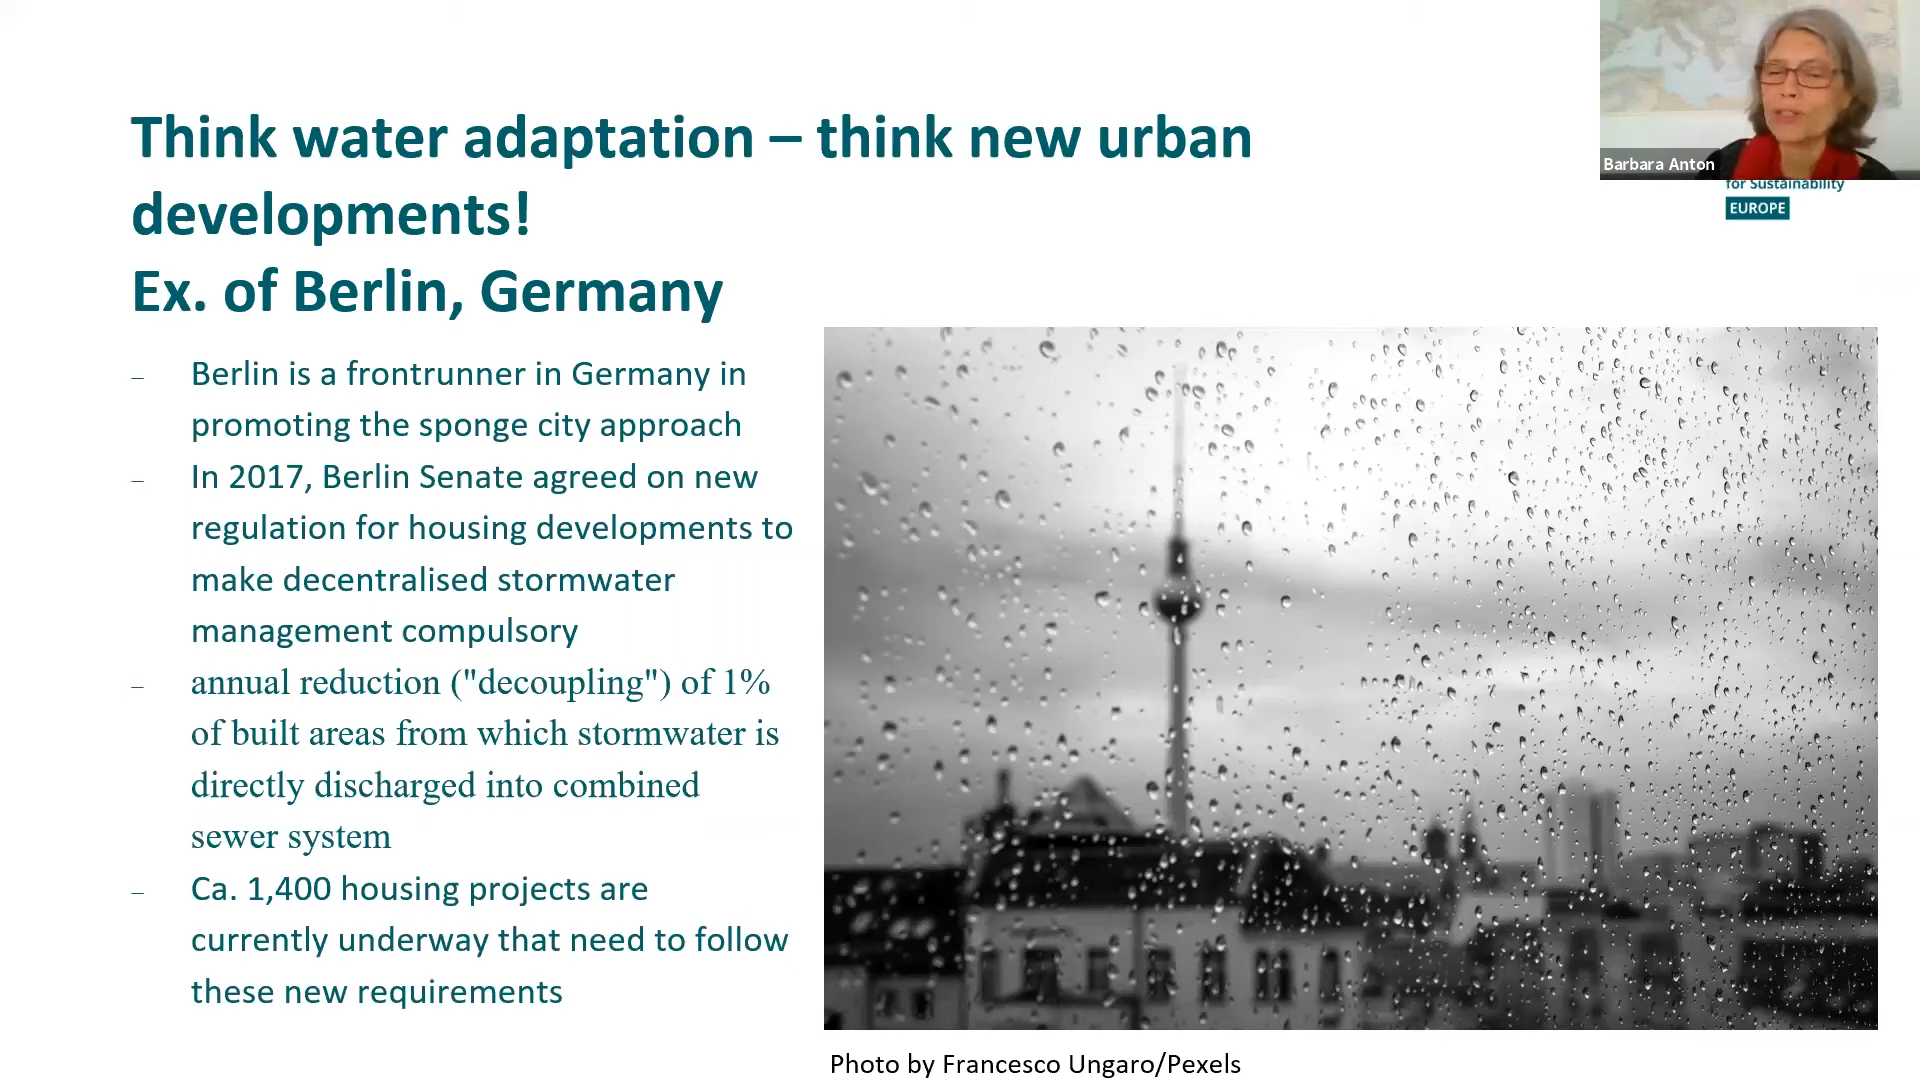 Think water adaptation – think new urban
developments!
Ex. of Berlin, Germany
Barbara Anton
for Sustainability
EUROPE
– Berlin is a frontrunner in Germany in
promoting the sponge city approach
– In 2017, Berlin Senate agreed on new
regulation for housing developments to
make decentralised stormwater
management compulsory
– annual reduction ("decoupling") of 1%
of built areas from which stormwater is
directly discharged into combined
sewer system
– Ca. 1,400 housing projects are
currently underway that need to follow
these new requirements
Photo by Francesco Ungaro/Pexels